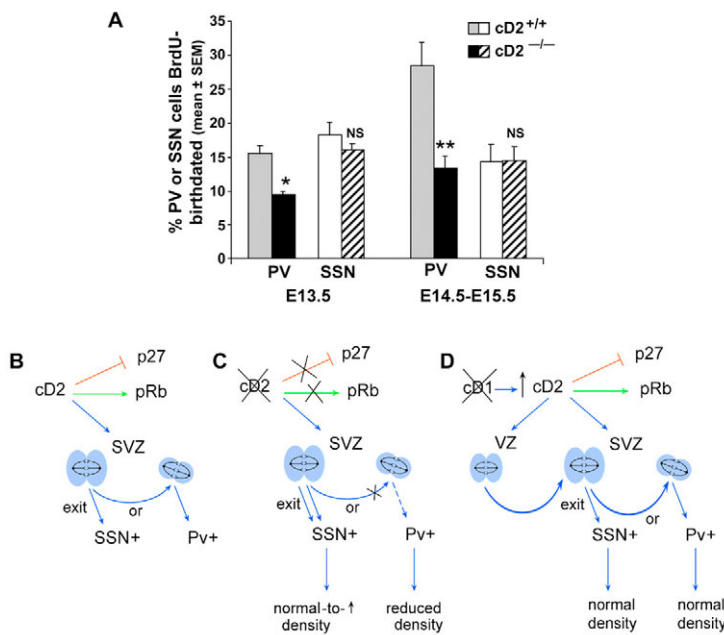 A
cD2 +/+
cD2 −/−
% PV or SSN cells BrdU-
birthdated (mean ± SEM)
35
30
25
20
15
10
5
0
*
NS
**
NS
PV SSN PV SSN
E13.5 E14.5-E15.5
B
p27
cD2
pRb
SVZ
exit
or
SSN+
Pv+
C
p27
cD2
pRb
SVZ
exit
or
SSN+
Pv+
normal-to-↑
density
reduced
density
D
p27
cD1 cD2
pRb
VZ SVZ
exit
or
SSN+
Pv+
normal
density
normal
density